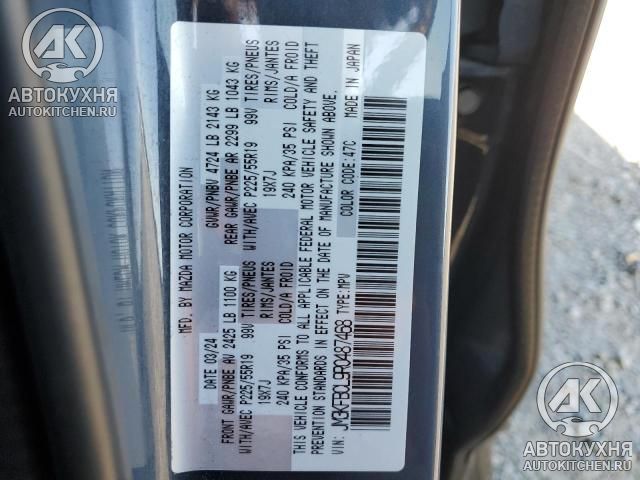 MFD. BY MAZDA MOTOR CORPORATION
DATE 03/24
GVWR/PNBV 4724 LB 2143 KG
FRONT GAWR/PNBE AV 2425 LB 1100 KG
REAR GAWR/PNBE AR 2299 LB 1043 KG
WITH/AVEC P225/55R19 99V TIRES/PNEUS
WITH/AVEC P225/55R19 99V TIRES/PNEUS
19X7J RIMS/JANTES
19X7J RIMS/JANTES
240 KPA/35 PSI COLD/A FROID
240 KPA/35 PSI COLD/A FROID
THIS VEHICLE CONFORMS TO ALL APPLICABLE FEDERAL MOTOR VEHICLE SAFETY AND THEFT
PREVENTION STANDARDS IN EFFECT ON THE DATE OF MANUFACTURE SHOWN ABOVE.
VIN: JM3KFBCL9R0487468 TYPE: MPV COLOR CODE: 47C MADE IN JAPAN
АК
АВТОКУХНЯ
AUTOKITCHEN.RU
АК
АВТОКУХНЯ
AUTOKITCHEN.RU